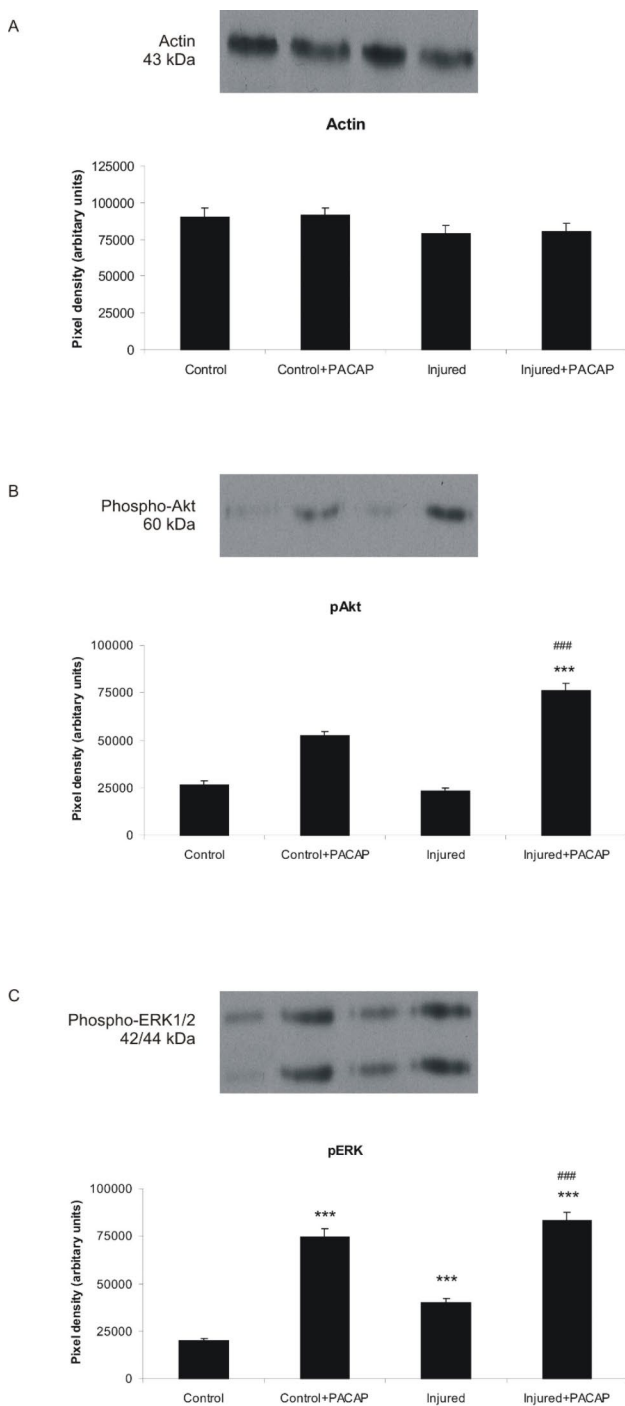 A
Actin
43 kDa
Actin
Pixel density (arbitary units)
125000
100000
75000
50000
25000
0
Control Control+PACAP Injured Injured+PACAP
B
Phospho-Akt
60 kDa
pAkt
Pixel density (arbitary units)
100000
75000
50000
25000
0
###
***
Control Control+PACAP Injured Injured+PACAP
C
Phospho-ERK1/2
42/44 kDa
pERK
Pixel density (arbitary units)
100000
75000
50000
25000
0
###
*** ***
***
Control Control+PACAP Injured Injured+PACAP